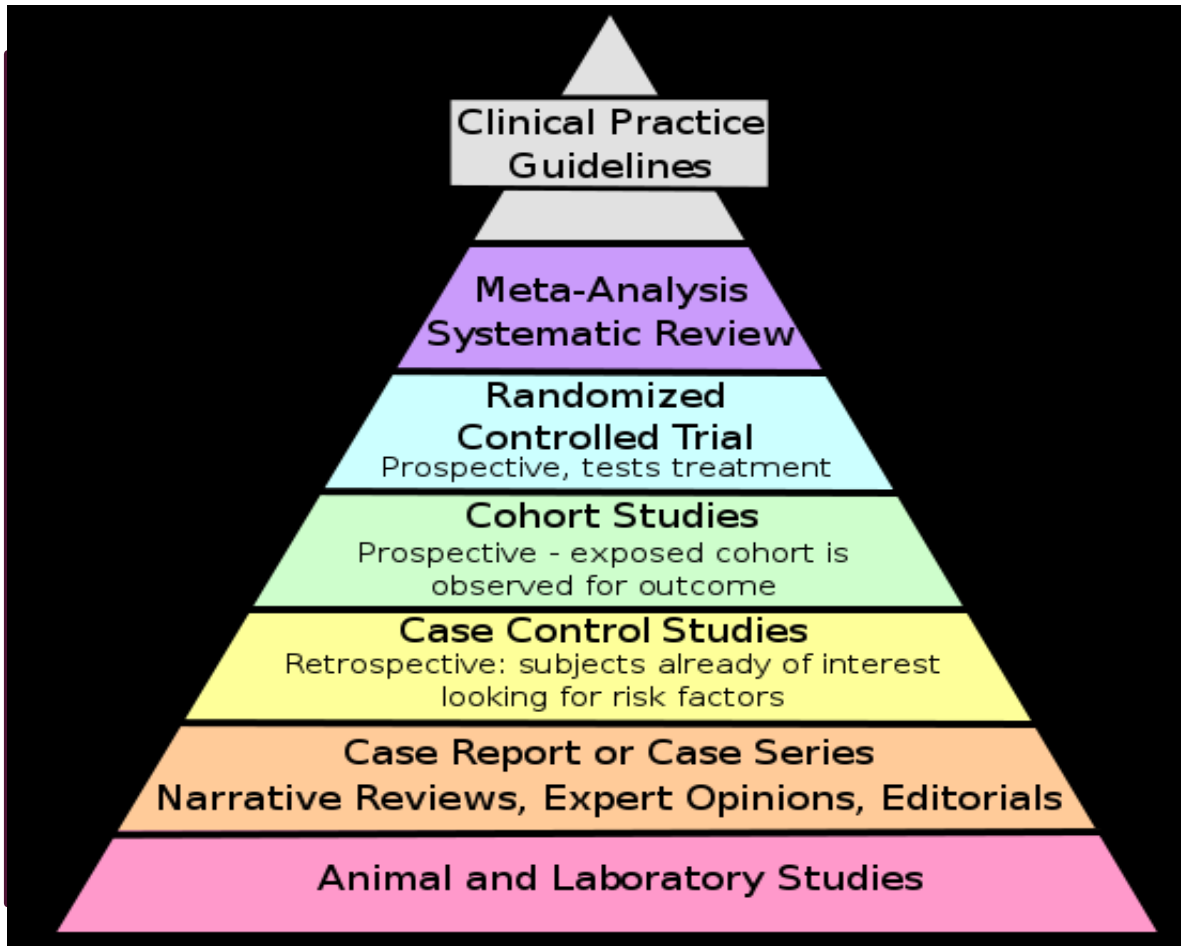 Clinical Practice
Guidelines
Meta-Analysis
Systematic Review
Randomized
Controlled Trial
Prospective, tests treatment
Cohort Studies
Prospective - exposed cohort is
observed for outcome
Case Control Studies
Retrospective: subjects already of interest
looking for risk factors
Case Report or Case Series
Narrative Reviews, Expert Opinions, Editorials
Animal and Laboratory Studies